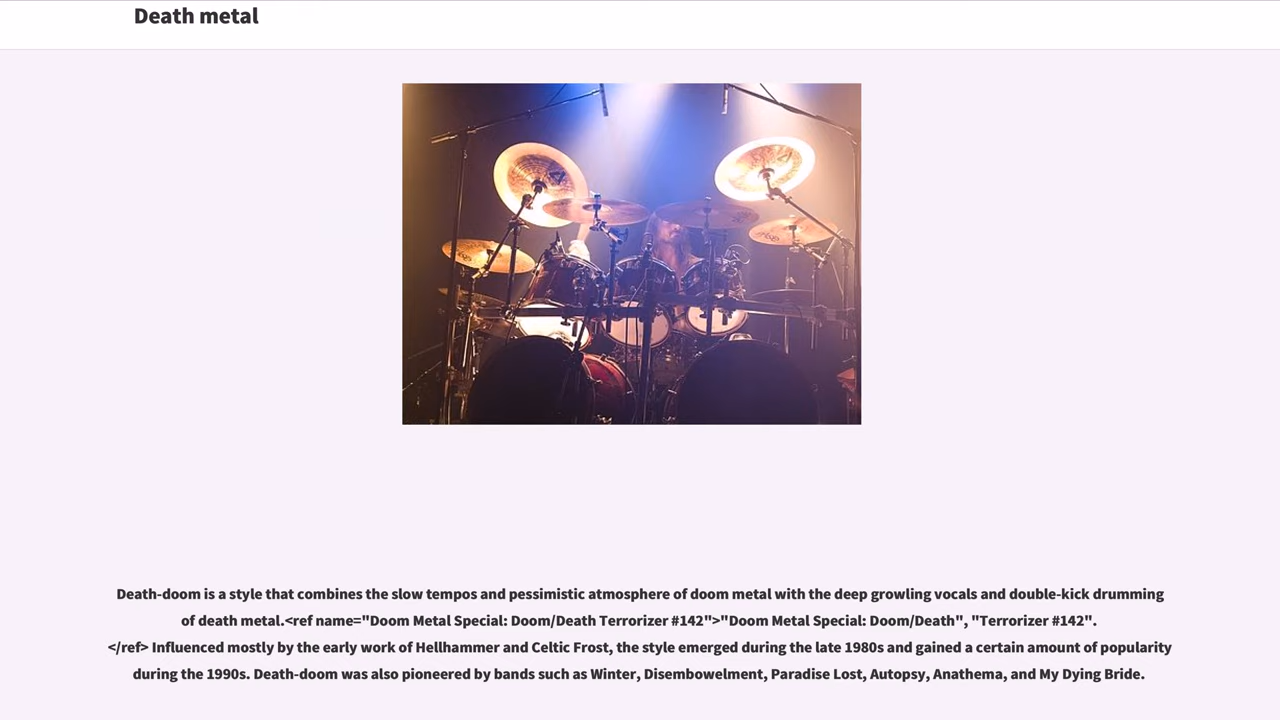 Death metal
Death-doom is a style that combines the slow tempos and pessimistic atmosphere of doom metal with the deep growling vocals and double-kick drumming
of death metal.<ref name="Doom Metal Special: Doom/Death Terrorizer #142">"Doom Metal Special: Doom/Death", "Terrorizer #142".
</ref> Influenced mostly by the early work of Hellhammer and Celtic Frost, the style emerged during the late 1980s and gained a certain amount of popularity
during the 1990s. Death-doom was also pioneered by bands such as Winter, Disembowelment, Paradise Lost, Autopsy, Anathema, and My Dying Bride.